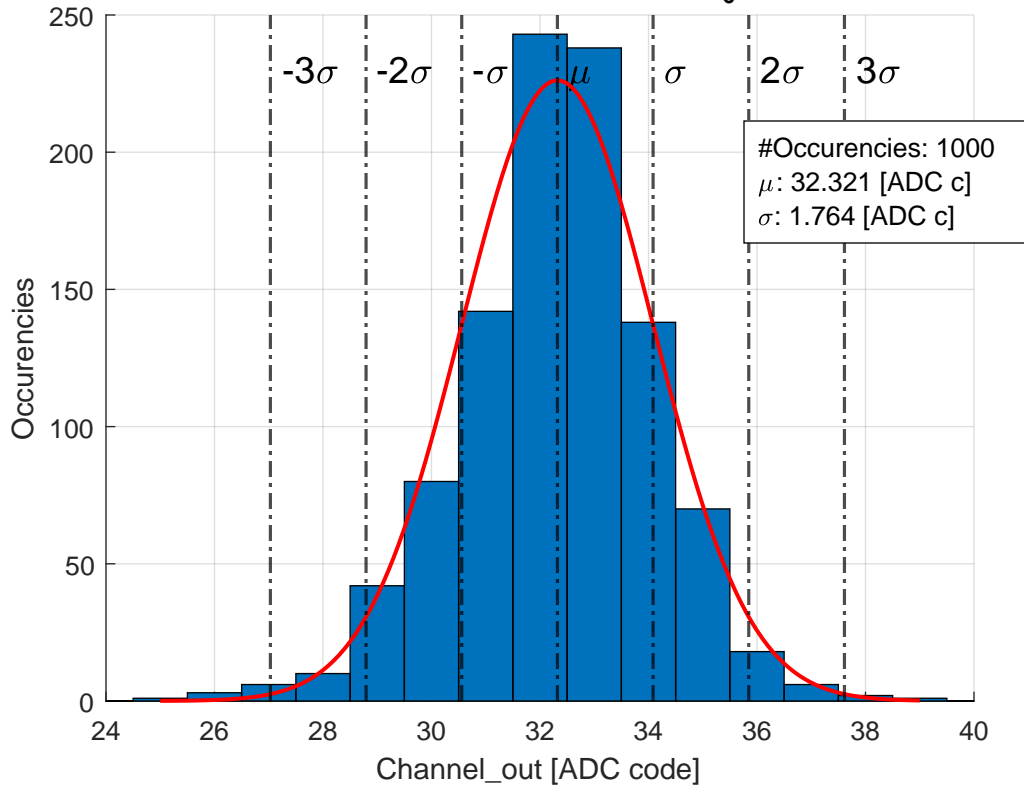 250
200
150
100
50
0
Occurencies
-3σ -2σ -σ μ σ 2σ 3σ
#Occurencies: 1000
μ: 32.321 [ADC c]
σ: 1.764 [ADC c]
24 26 28 30 32 34 36 38 40
Channel_out [ADC code]